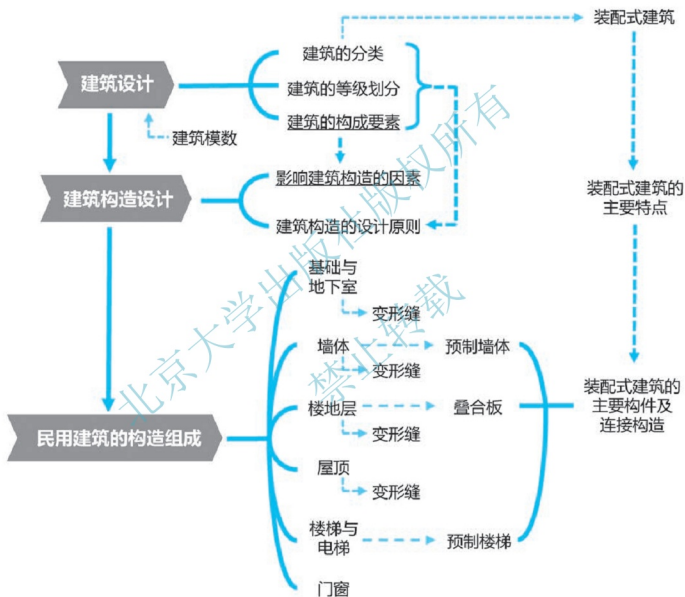 建筑的分类
装配式建筑
建筑设计
建筑的等级划分
建筑的构成要素
建筑模数
影响建筑构造的因素
建筑构造设计
装配式建筑的
主要特点
建筑构造的设计原则
基础与
地下室
变形缝
墙体
预制墙体
变形缝
装配式建筑的
主要构件及
连接构造
楼地层
叠合板
变形缝
民用建筑的构造组成
屋顶
变形缝
楼梯与
电梯
预制楼梯
门窗
北京大学出版社版权所有
禁止转载